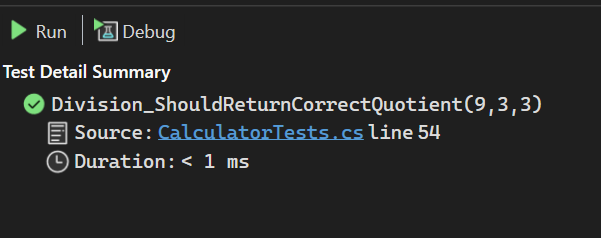 Run Debug
Test Detail Summary
Division_ShouldReturnCorrectQuotient(9,3,3)
Source: CalculatorTests.cs line 54
Duration: < 1 ms